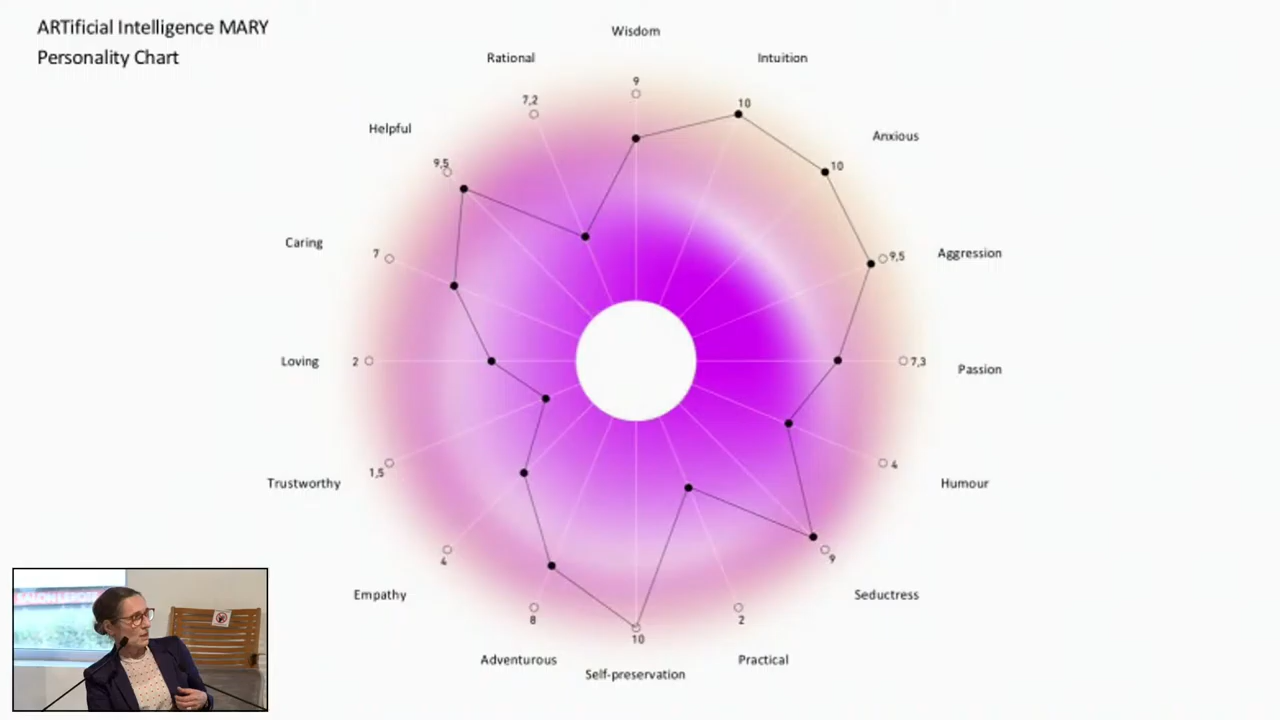 ARTificial Intelligence MARY
Personality Chart
Wisdom
Rational
Intuition
9
7,2
10
Helpful
Anxious
9,5
10
Caring
7
Aggression
9,5
Loving
2
Passion
7,3
Trustworthy
1,5
Humour
4
Empathy
4
Seductress
9
Adventurous
8
Self-preservation
10
Practical
2
SALON LEPOTE